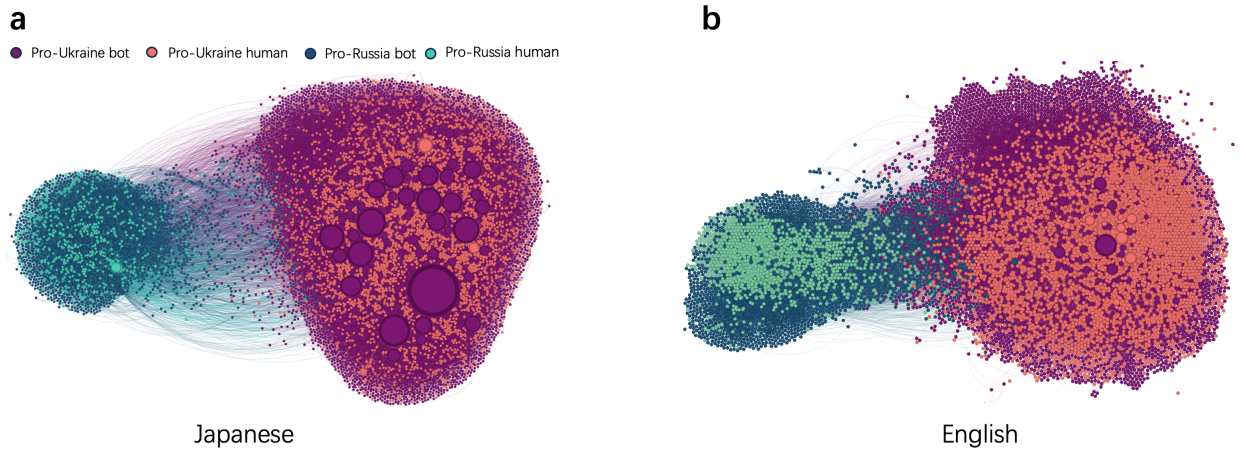 a
b
Pro-Ukraine bot Pro-Ukraine human Pro-Russia bot Pro-Russia human
Japanese
English